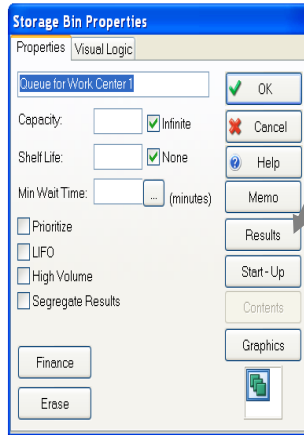 Storage Bin Properties
Properties Visual Logic
Queue for Work Center 1
Capacity: Infinite
Shelf Life: None
Min Wait Time: ... (minutes)
Prioritize
LIFO
High Volume
Segregate Results
Finance
Erase
OK
Cancel
Help
Memo
Results
Start-Up
Contents
Graphics